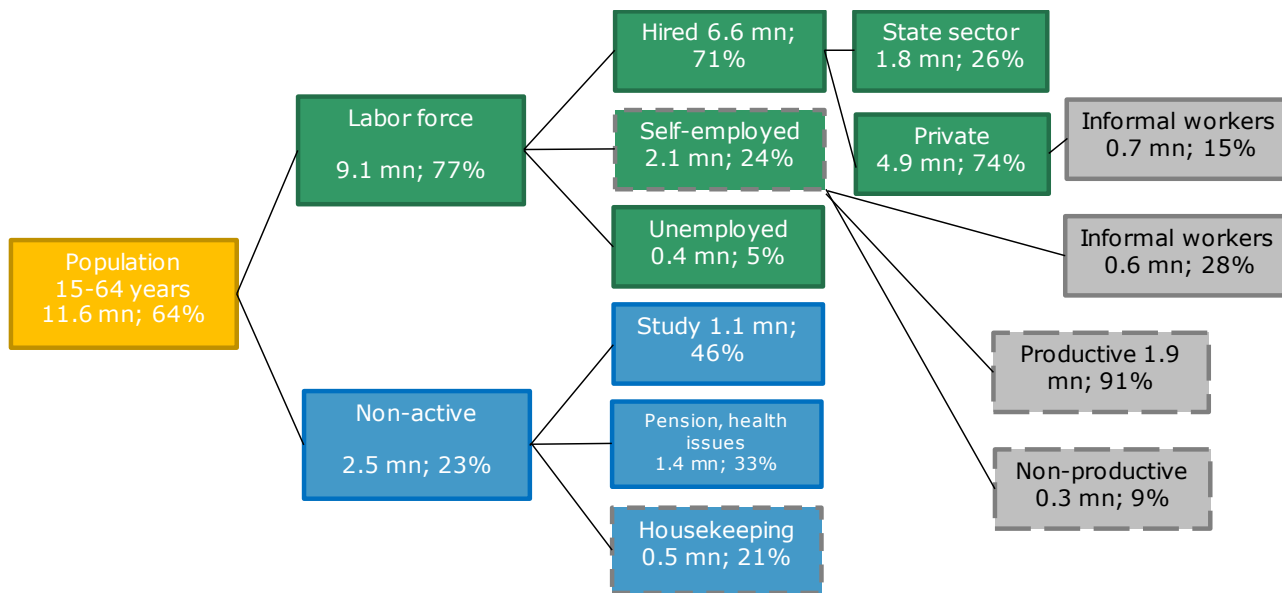 Population
15-64 years
11.6 mn; 64%
Labor force
9.1 mn; 77%
Non-active
2.5 mn; 23%
Hired 6.6 mn;
71%
Self-employed
2.1 mn; 24%
Unemployed
0.4 mn; 5%
Study 1.1 mn;
46%
Pension, health
issues
1.4 mn; 33%
Housekeeping
0.5 mn; 21%
State sector
1.8 mn; 26%
Private
4.9 mn; 74%
Informal workers
0.7 mn; 15%
Informal workers
0.6 mn; 28%
Productive 1.9
mn; 91%
Non-productive
0.3 mn; 9%